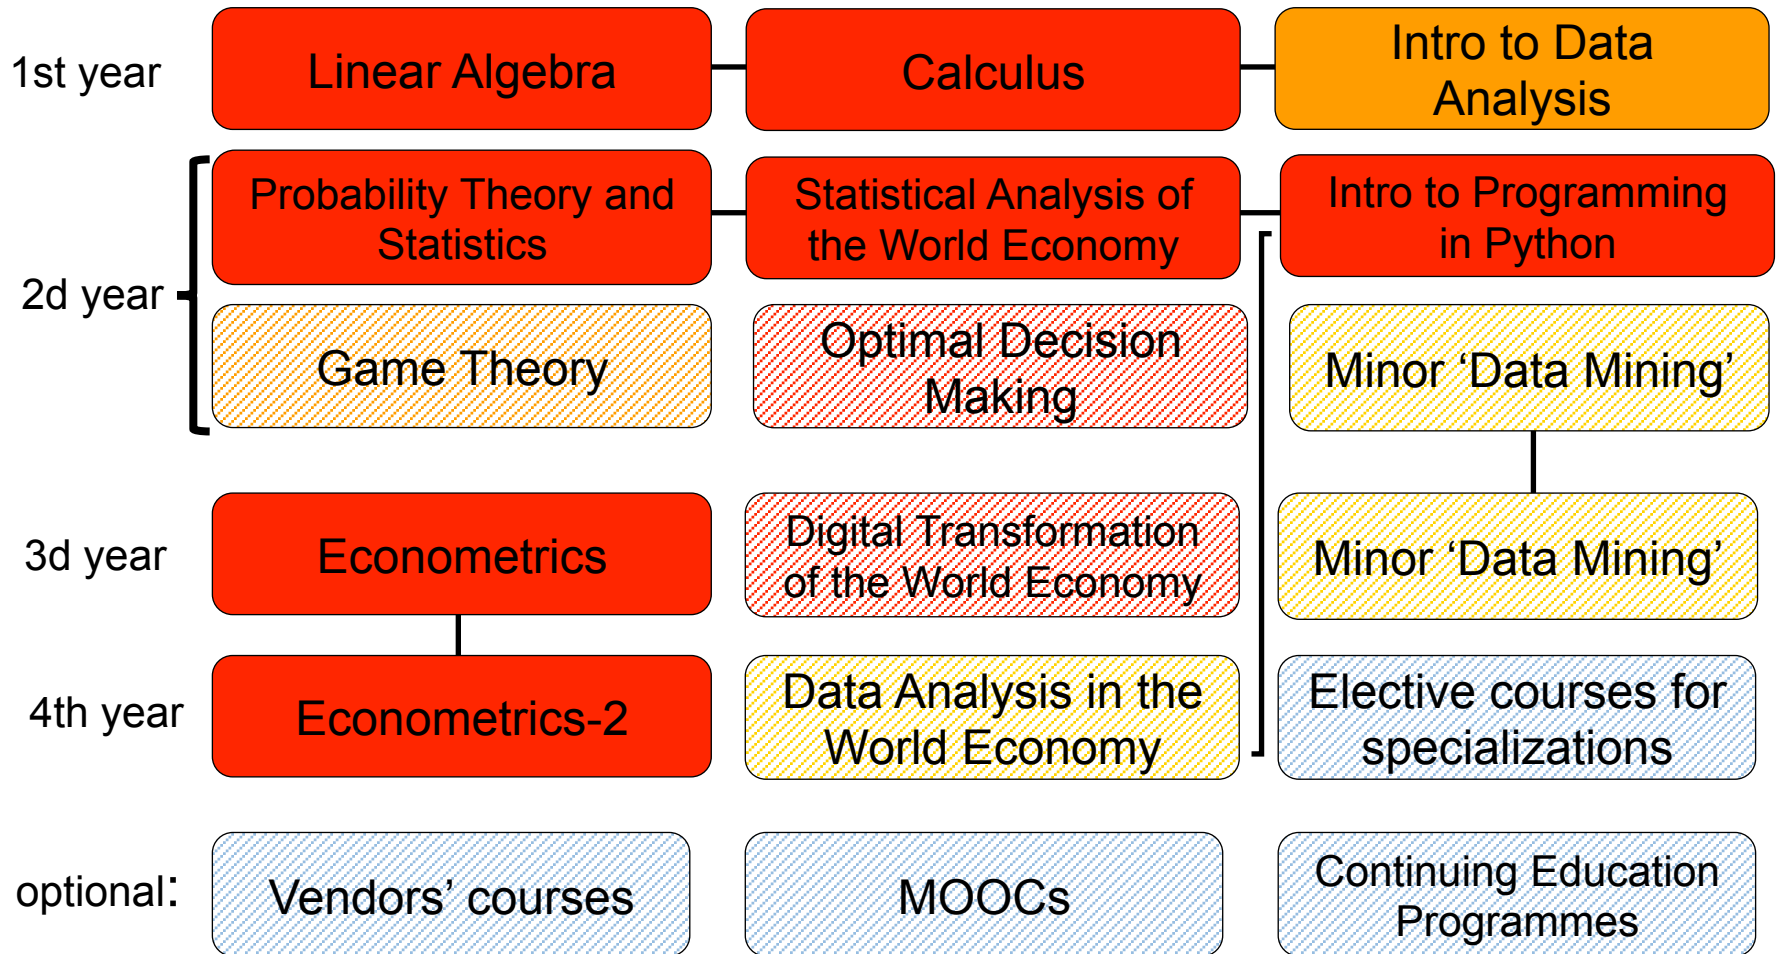 1st year
Linear Algebra
Calculus
Intro to Data
Analysis
2d year
Probability Theory and
Statistics
Statistical Analysis of
the World Economy
Intro to Programming
in Python
Game Theory
Optimal Decision
Making
Minor ‘Data Mining’
3d year
Econometrics
Digital Transformation
of the World Economy
Minor ‘Data Mining’
4th year
Econometrics-2
Data Analysis in the
World Economy
Elective courses for
specializations
optional:
Vendors’ courses
MOOCs
Continuing Education
Programmes